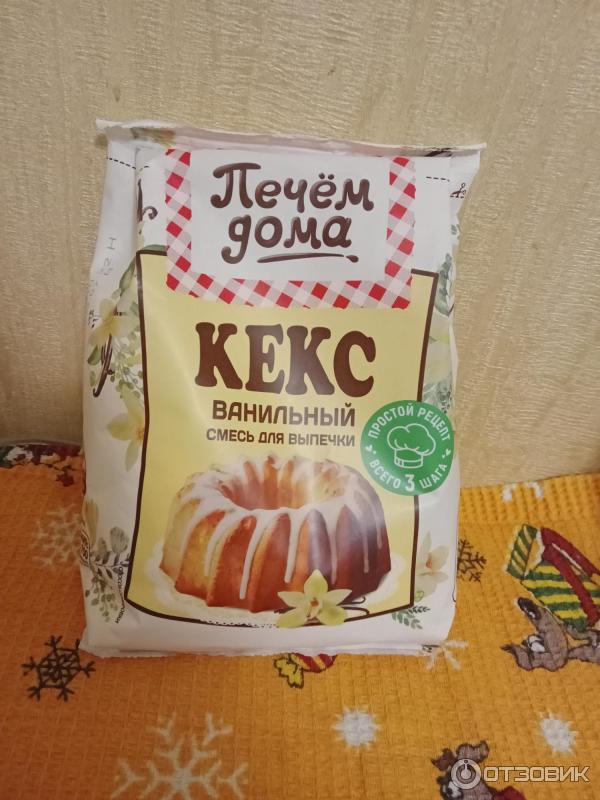 Печём
дома
КЕКС
ВАНИЛЬНЫЙ
СМЕСЬ ДЛЯ ВЫПЕЧКИ
ПРОСТОЙ РЕЦЕПТ
ВСЕГО 3 ШАГА
ОТЗОВИК